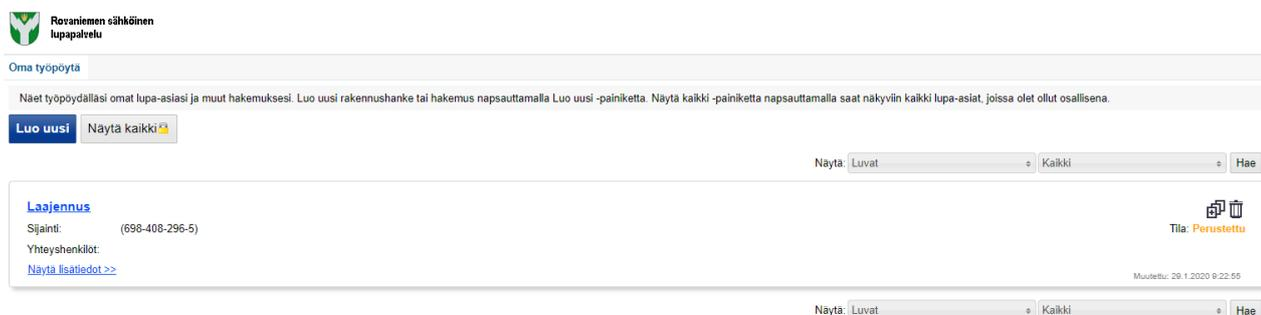 Rovaniemen sähköinen
lupapalvelu
Oma työpöytä
Näet työpöydälläsi omat lupa-asiasi ja muut hakemuksesi. Luo uusi rakennushanke tai hakemus napsauttamalla Luo uusi -painiketta. Näytä kaikki -painiketta napsauttamalla saat näkyviin kaikki lupa-asiat, joissa olet ollut osallisena.
Luo uusi Näytä kaikki
Näytä: Luvat Kaikki Hae
Laajennus
Sijainti: (698-408-296-5)
Tila: Perustettu
Yhteyshenkilöt:
Näytä lisätiedot >>
Muutettu: 29.1.2020 9:22:55
Näytä: Luvat Kaikki Hae